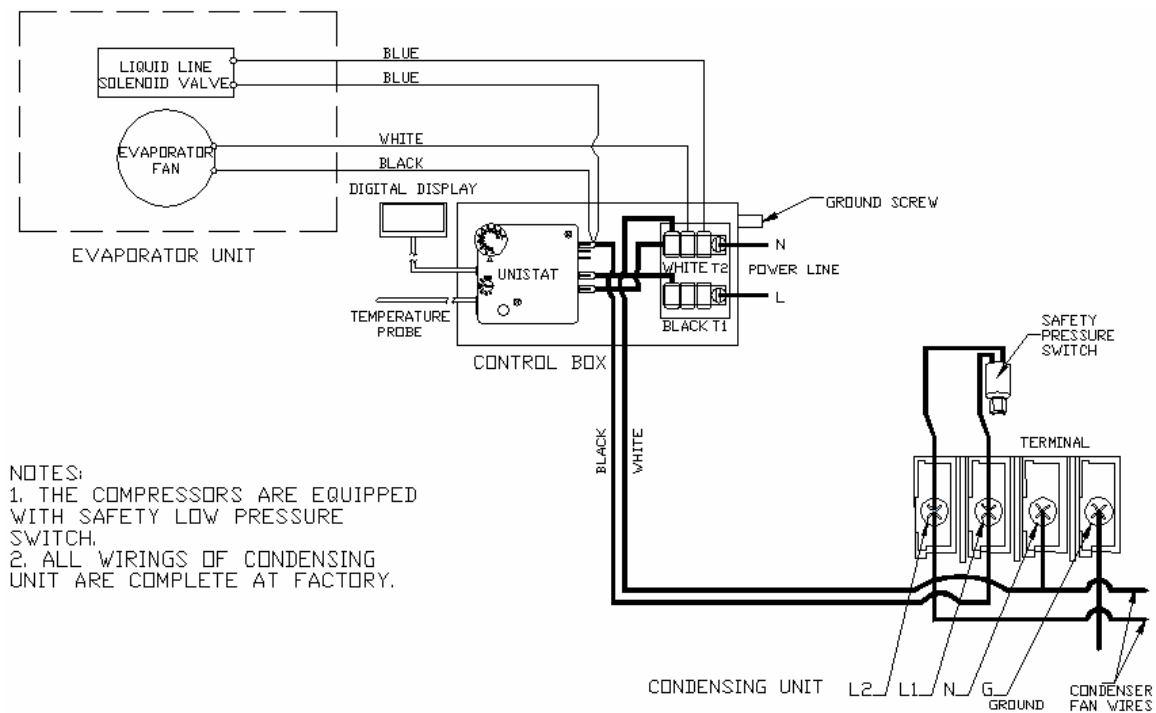 BLUE
LIQUID LINE
SOLENOID VALVE
BLUE
WHITE
EVAPORATOR
FAN
BLACK
DIGITAL DISPLAY
GROUND SCREW
EVAPORATOR UNIT
N
UNISTAT
WHITE T2
POWER LINE
L
TEMPERATURE
PROBE
BLACK T1
CONTROL BOX
SAFETY
PRESSURE
SWITCH
BLACK
WHITE
TERMINAL
NOTES:
1. THE COMPRESSORS ARE EQUIPPED
WITH SAFETY LOW PRESSURE
SWITCH.
2. ALL WIRINGS OF CONDENSING
UNIT ARE COMPLETE AT FACTORY.
CONDENSING UNIT
L2
L1
N
G
GROUND
CONDENSER
FAN WIRES